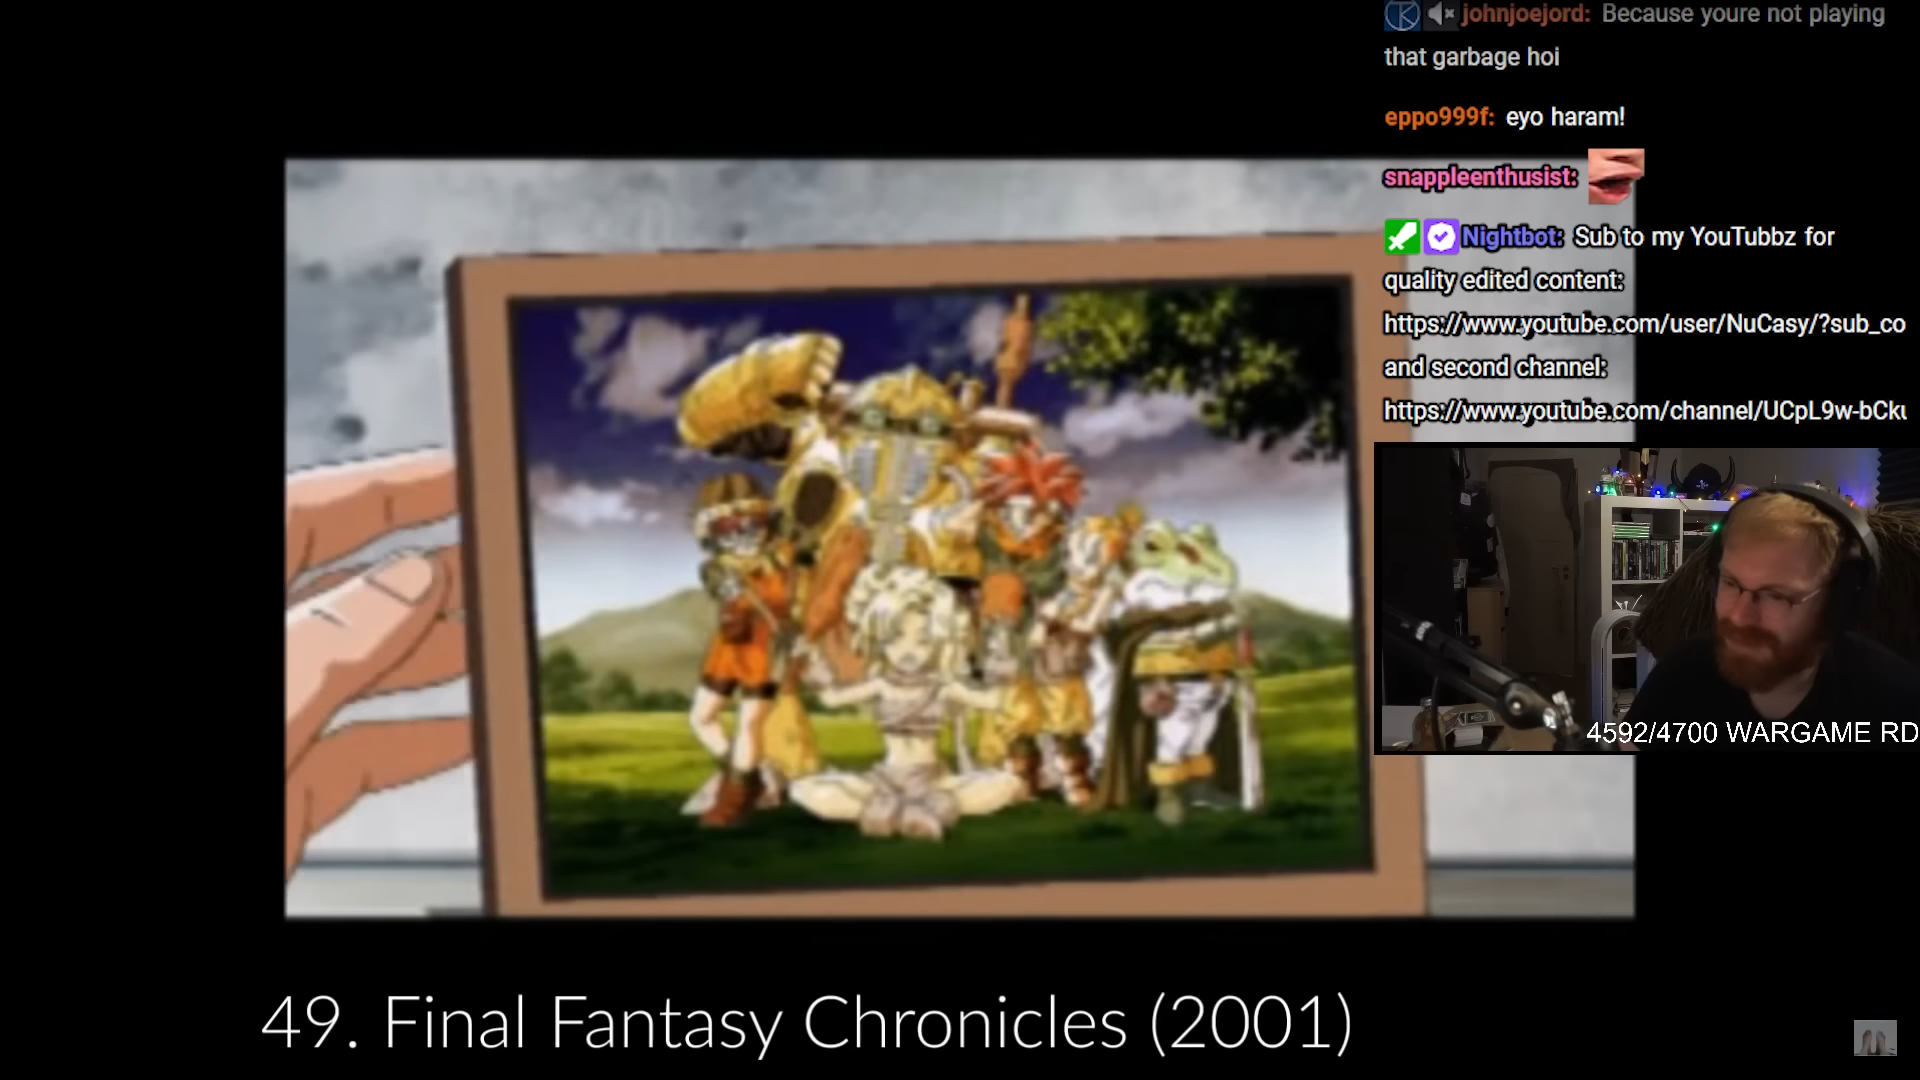 johnjoejord: Because youre not playing
that garbage hoi
eppo999f: eyo haram!
snappleenthusist:
Nightbot: Sub to my YouTubbz for
quality edited content:
https://www.youtube.com/user/NuCasy/?sub_co
and second channel:
https://www.youtube.com/channel/UCpL9w-bCku
4592/4700 WARGAME RD
49. Final Fantasy Chronicles (2001)